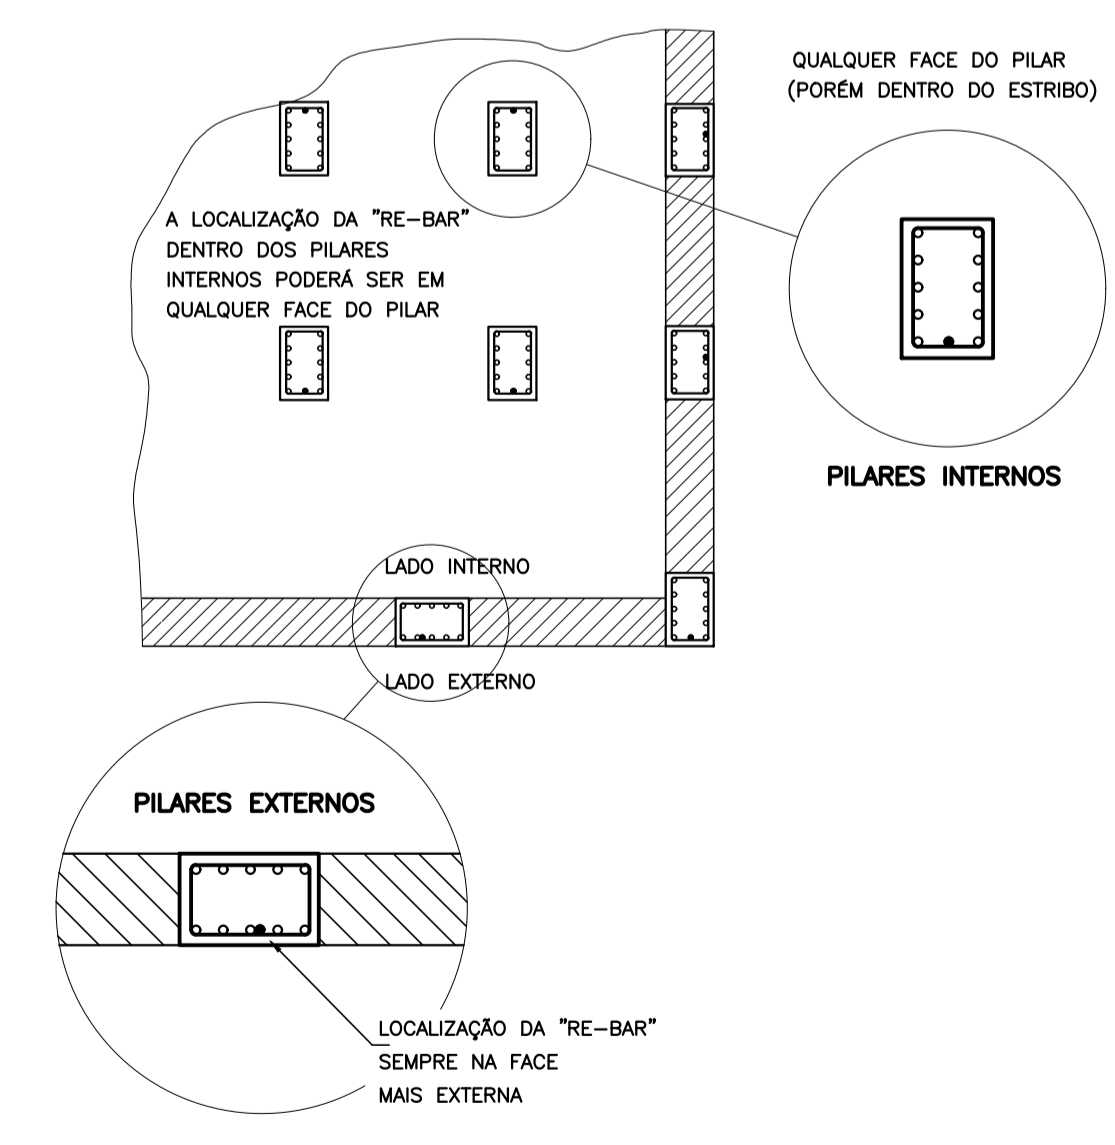 QUALQUER FACE DO PILAR
(PORÉM DENTRO DO ESTRIBO)
A LOCALIZAÇÃO DA "RE-BAR"
DENTRO DOS PILARES
INTERNOS PODERÁ SER EM
QUALQUER FACE DO PILAR
PILARES INTERNOS
LADO INTERNO
LADO EXTERNO
PILARES EXTERNOS
LOCALIZAÇÃO DA "RE-BAR"
SEMPRE NA FACE
MAIS EXTERNA